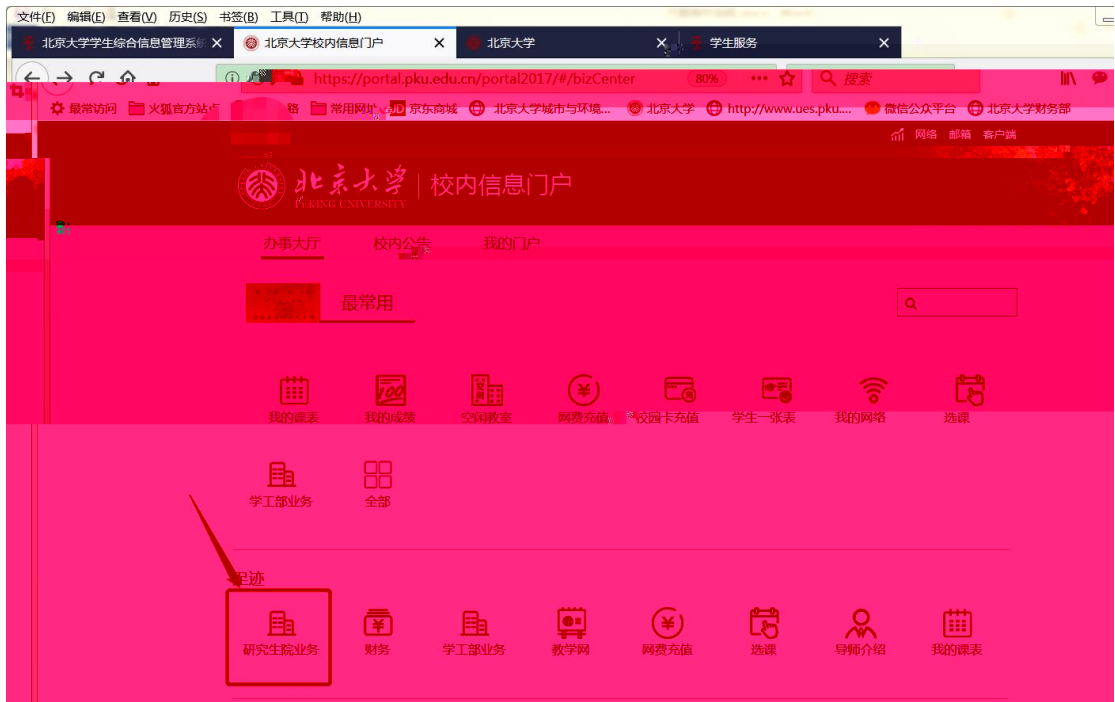 文件(F) 编辑(E) 查看(V) 历史(S) 书签(B) 工具(T) 帮助(H)
北京大学学生综合信息管理系统 北京大学校内信息门户 北京大学 学生服务
https://portal.pku.edu.cn/portal2017/#/bizCenter 80% 搜索
最常访问 火狐官方站点 常用网址 JD 京东商城 北京大学城市与环境... 北京大学 http://www.ues.pku.... 微信公众平台 北京大学财务部
网络 邮箱 客户端
北京大学 校内信息门户
PEKING UNIVERSITY
办事大厅 校内公告 我的门户
最常用
100
我的课表 我的成绩 空闲教室 网费充值 校园卡充值 学生一张表 我的网络 选课
学工部业务 全部
足迹
研究生院业务 财务 学工部业务 教学网 网费充值 选课 导师介绍 我的课表